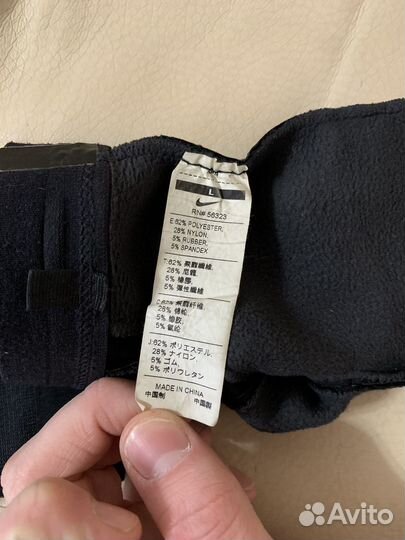 L
RN# 56323
E:62% POLYESTER,
28% NYLON,
5% RUBBER,
5% SPANDEX
T:62% 聚酯纖維,
28% 尼龍,
5% 橡膠,
5% 彈性纖維
C:62% 聚酯纤维,
28% 锦纶,
5% 橡胶,
5% 氨纶
J:62% ポリエステル,
28% ナイロン,
5% ゴム,
5% ポリウレタン
MADE IN CHINA
中国制 中國製
Avito